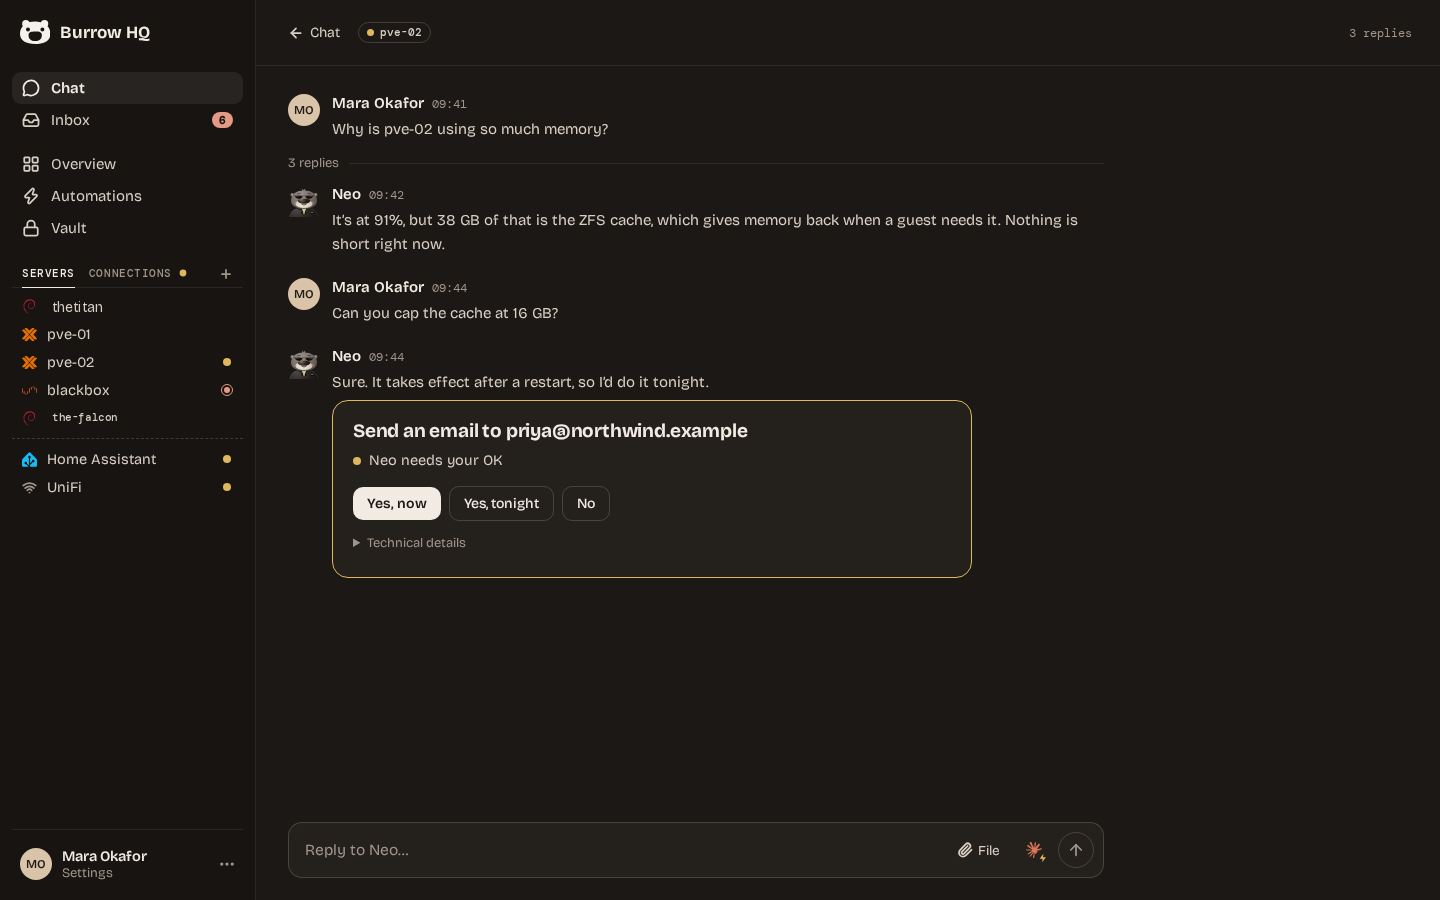 Burrow HQ
Chat
Inbox
6
Overview
Automations
Vault
SERVERS
CONNECTIONS
thetitan
pve-01
pve-02
blackbox
the-falcon
Home Assistant
UniFi
MO
Mara Okafor
Settings
Chat
pve-02
3 replies
MO
Mara Okafor 09:41
Why is pve-02 using so much memory?
3 replies
Neo 09:42
It's at 91%, but 38 GB of that is the ZFS cache, which gives memory back when a guest needs it. Nothing is
short right now.
MO
Mara Okafor 09:44
Can you cap the cache at 16 GB?
Neo 09:44
Sure. It takes effect after a restart, so I'd do it tonight.
Send an email to priya@northwind.example
Neo needs your OK
Yes, now
Yes, tonight
No
Technical details
Reply to Neo...
File